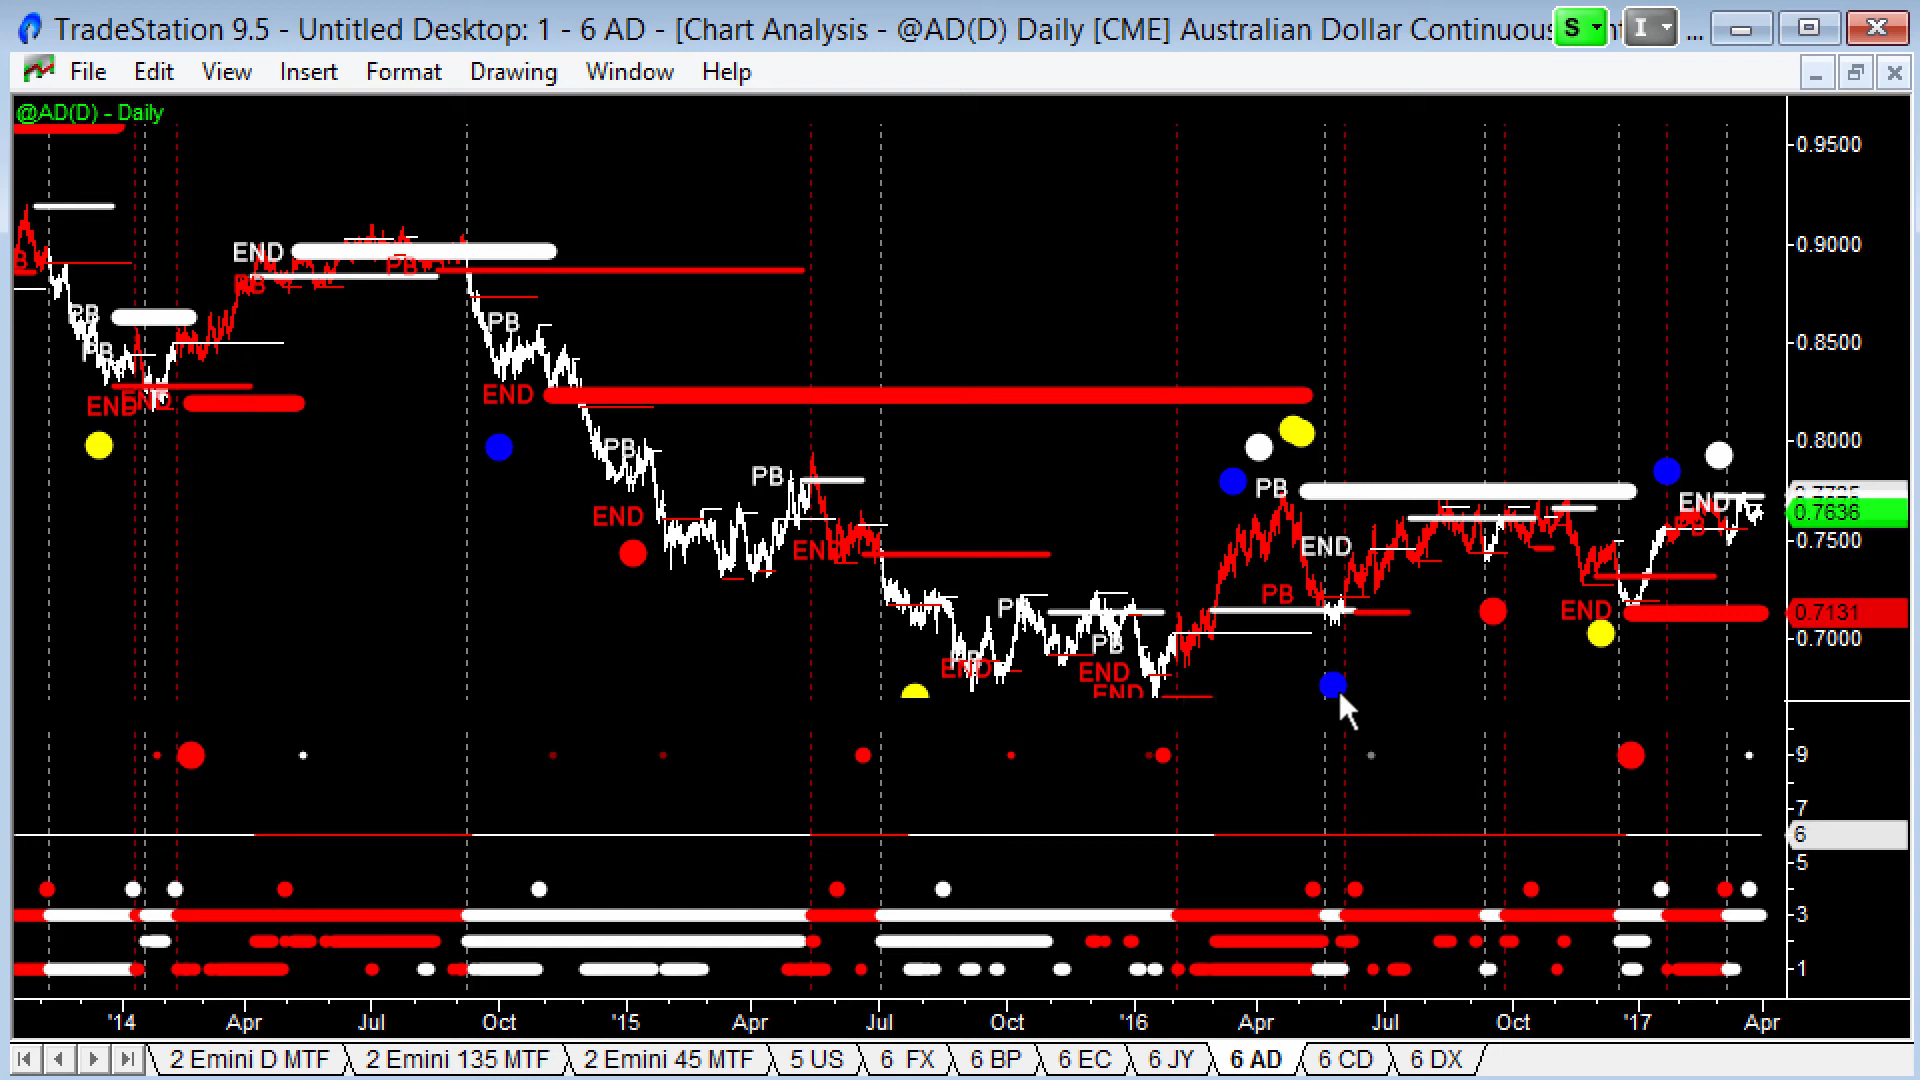 TradeStation 9.5 - Untitled Desktop: 1 - 6 AD - [Chart Analysis - @AD(D) Daily [CME] Australian Dollar Continuous
S I ...
File Edit View Insert Format Drawing Window Help
@AD(D) - Daily
0.9500
END
0.9000
PB
PB
PB
PB
0.8500
PB
END
END
END
0.8000
PB
PB
PB
END
END
0.7636
END
END
PB
0.7500
PB
END
PB
0.7131
PB
0.7000
END
END
END
9
7
6
5
3
1
'14 Apr Jul Oct '15 Apr Jul Oct '16 Apr Jul Oct '17 Apr
2 Emini D MTF 2 Emini 135 MTF 2 Emini 45 MTF 5 US 6 FX 6 BP 6 EC 6 JY 6 AD 6 CD 6 DX